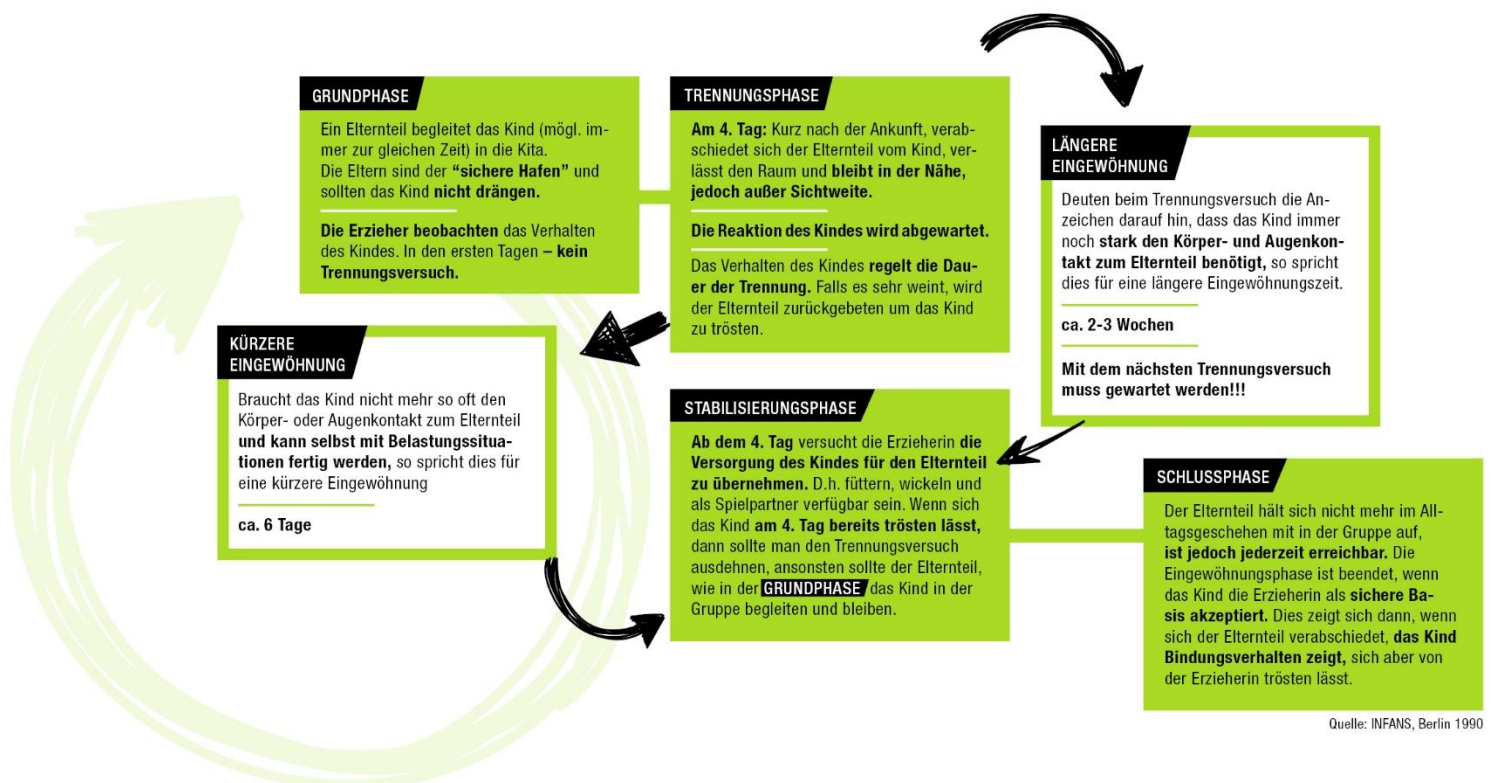 GRUNDPHASE
Ein Elternteil begleitet das Kind (mögl. im-
mer zur gleichen Zeit) in die Kita.
Die Eltern sind der “sichere Hafen” und
sollten das Kind nicht drängen.
Die Erzieher beobachten das Verhalten
des Kindes. In den ersten Tagen – kein
Trennungsversuch.
TRENNUNGSPHASE
Am 4. Tag: Kurz nach der Ankunft, verab-
schiedet sich der Elternteil vom Kind, ver-
lässt den Raum und bleibt in der Nähe,
jedoch außer Sichtweite.
Die Reaktion des Kindes wird abgewartet.
Das Verhalten des Kindes regelt die Dau-
er der Trennung. Falls es sehr weint, wird
der Elternteil zurückgebeten um das Kind
zu trösten.
LÄNGERE
EINGEWÖHNUNG
Deuten beim Trennungsversuch die An-
zeichen darauf hin, dass das Kind immer
noch stark den Körper- und Augenkon-
takt zum Elternteil benötigt, so spricht
dies für eine längere Eingewöhnungszeit.
ca. 2-3 Wochen
Mit dem nächsten Trennungsversuch
muss gewartet werden!!!
KÜRZERE
EINGEWÖHNUNG
Braucht das Kind nicht mehr so oft den
Körper- oder Augenkontakt zum Elternteil
und kann selbst mit Belastungssitua-
tionen fertig werden, so spricht dies für
eine kürzere Eingewöhnung
ca. 6 Tage
STABILISIERUNGSPHASE
Ab dem 4. Tag versucht die Erzieherin die
Versorgung des Kindes für den Elternteil
zu übernehmen. D.h. füttern, wickeln und
als Spielpartner verfügbar sein. Wenn sich
das Kind am 4. Tag bereits trösten lässt,
dann sollte man den Trennungsversuch
ausdehnen, ansonsten sollte der Elternteil,
wie in der GRUNDPHASE das Kind in der
Gruppe begleiten und bleiben.
SCHLUSSPHASE
Der Elternteil hält sich nicht mehr im All-
tagsgeschehen mit in der Gruppe auf,
ist jedoch jederzeit erreichbar. Die
Eingewöhnungsphase ist beendet, wenn
das Kind die Erzieherin als sichere Ba-
sis akzeptiert. Dies zeigt sich dann, wenn
sich der Elternteil verabschiedet, das Kind
Bindungsverhalten zeigt, sich aber von
der Erzieherin trösten lässt.
Quelle: INFANS, Berlin 1990